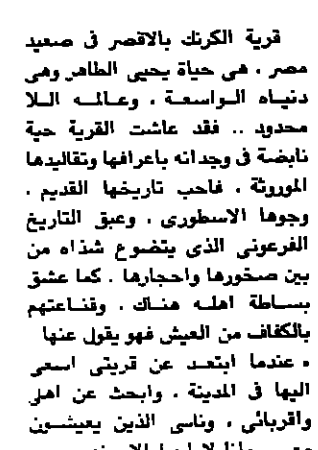 قرية الكرنك بالاقصر فى صعيد
مصر ، هى حياة يحيى الطاهر وهى
دنياه الواسعة ، وعالمه اللا
محدود .. فقد عاشت القرية حية
نابضة فى وجدانه باعرافها وتقاليدها
الموروثة ، فاحب تاريخها القديم ،
وجوها الاسطورى ، وعبق التاريخ
الفرعونى الذى يتضوع شذاه من
بين صخورها واحجارها . كما عشق
بساطة اهله هناك ، وقناعتهم
بالكفاف من العيش فهو يقول عنها
« عندما ابتعد عن قريتى اسعى
اليها فى المدينة ، وابحث عن اهل
واقربائى ، وناسى الذين يعيشون